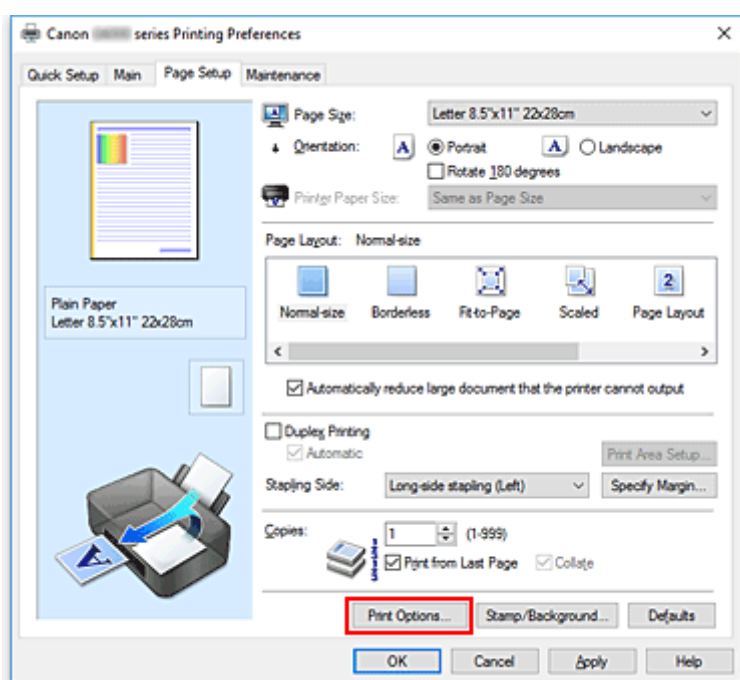 Canon series Printing Preferences
Quick Setup Main Page Setup Maintenance
Page Size: Letter 8.5"x11" 22x28cm
Orientation: A Portrait A Landscape
Rotate 180 degrees
Printer Paper Size: Same as Page Size
Page Layout: Normal-size
2
Normal-size Borderless Fit-to-Page Scaled Page Layout
Plain Paper
Letter 8.5"x11" 22x28cm
Automatically reduce large document that the printer cannot output
Duplex Printing
Automatic
Print Area Setup...
Stapling Side: Long-side stapling (Left) Specify Margin...
Copies: 1 (1-999)
Print from Last Page Collate
A
Print Options... Stamp/Background... Defaults
OK Cancel Apply Help